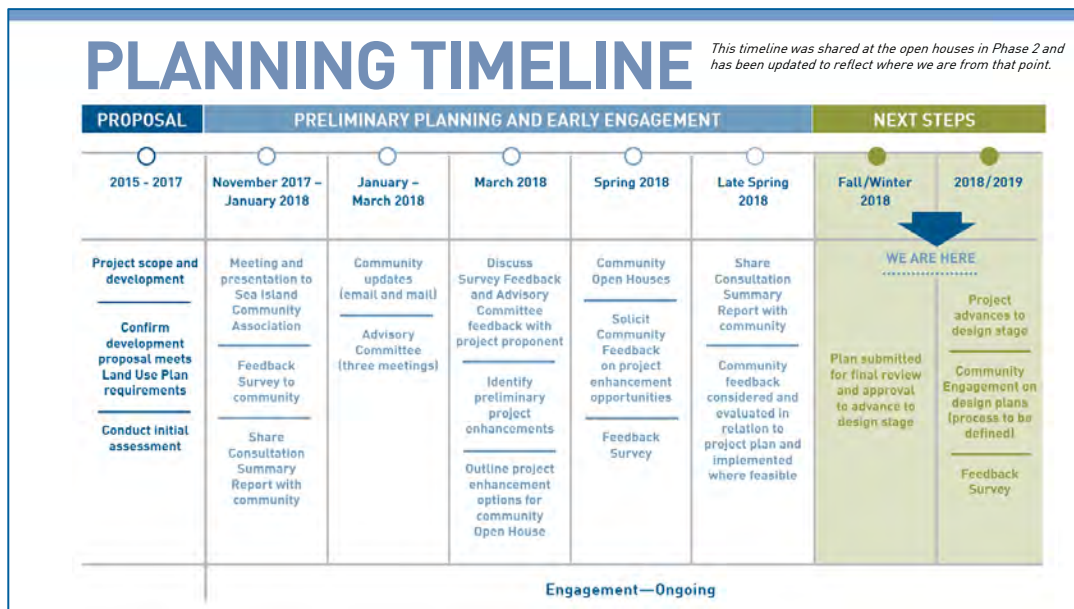 PLANNING TIMELINE
This timeline was shared at the open houses in Phase 2 and
has been updated to reflect where we are from that point.
PROPOSAL
PRELIMINARY PLANNING AND EARLY ENGAGEMENT
NEXT STEPS
2015 - 2017
November 2017 –
January 2018
January –
March 2018
March 2018
Spring 2018
Late Spring
2018
Fall/Winter
2018
2018/2019
WE ARE HERE
Project scope and
development
Confirm
development
proposal meets
Land Use Plan
requirements
Conduct initial
assessment
Meeting and
presentation to
Sea Island
Community
Association
Feedback
Survey to
community
Share
Consultation
Summary
Report with
community
Community
updates
(email and mail)
Advisory
Committee
(three meetings)
Discuss
Survey Feedback
and Advisory
Committee
feedback with
project proponent
Identify
preliminary
project
enhancements
Outline project
enhancement
options for
community
Open House
Community
Open Houses
Solicit
Community
Feedback
on project
enhancement
opportunities
Feedback
Survey
Share
Consultation
Summary
Report with
community
Community
feedback
considered and
evaluated in
relation to
project plan and
implemented
where feasible
Plan submitted
for final review
and approval
to advance to
design stage
Project
advances to
design stage
Community
Engagement on
design plans
(process to be
defined)
Feedback
Survey
Engagement—Ongoing